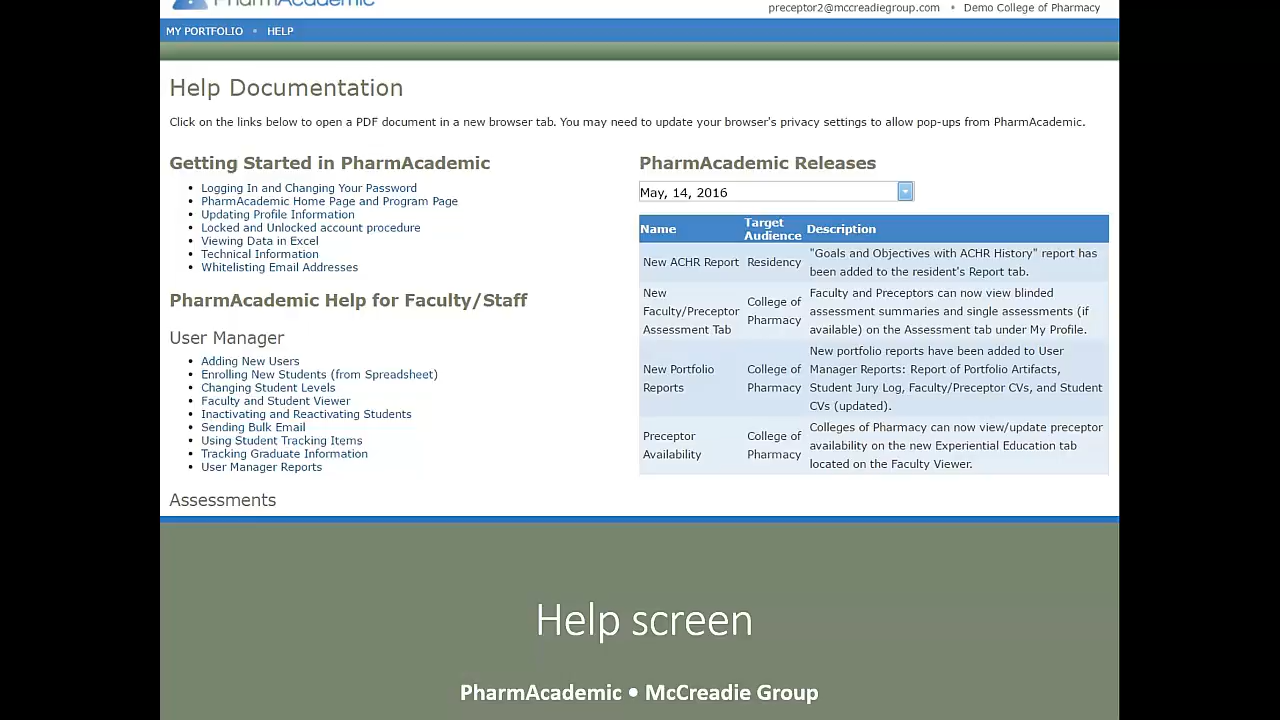 PharmAcademic
preceptor2@mccreadiegroup.com • Demo College of Pharmacy
MY PORTFOLIO • HELP
Help Documentation
Click on the links below to open a PDF document in a new browser tab. You may need to update your browser's privacy settings to allow pop-ups from PharmAcademic.
Getting Started in PharmAcademic
• Logging In and Changing Your Password
• PharmAcademic Home Page and Program Page
• Updating Profile Information
• Locked and Unlocked account procedure
• Viewing Data in Excel
• Technical Information
• Whitelisting Email Addresses
PharmAcademic Help for Faculty/Staff
User Manager
• Adding New Users
• Enrolling New Students (from Spreadsheet)
• Changing Student Levels
• Faculty and Student Viewer
• Inactivating and Reactivating Students
• Sending Bulk Email
• Using Student Tracking Items
• Tracking Graduate Information
• User Manager Reports
Assessments
PharmAcademic Releases
May, 14, 2016
Name Target Audience Description
New ACHR Report Residency "Goals and Objectives with ACHR History" report has
been added to the resident's Report tab.
New Faculty/Preceptor Assessment Tab College of Pharmacy Faculty and Preceptors can now view blinded
assessment summaries and single assessments (if
available) on the Assessment tab under My Profile.
New Portfolio Reports College of Pharmacy New portfolio reports have been added to User
Manager Reports: Report of Portfolio Artifacts,
Student Jury Log, Faculty/Preceptor CVs, and Student
CVs (updated).
Preceptor Availability College of Pharmacy Colleges of Pharmacy can now view/update preceptor
availability on the new Experiential Education tab
located on the Faculty Viewer.
Help screen
PharmAcademic • McCreadie Group